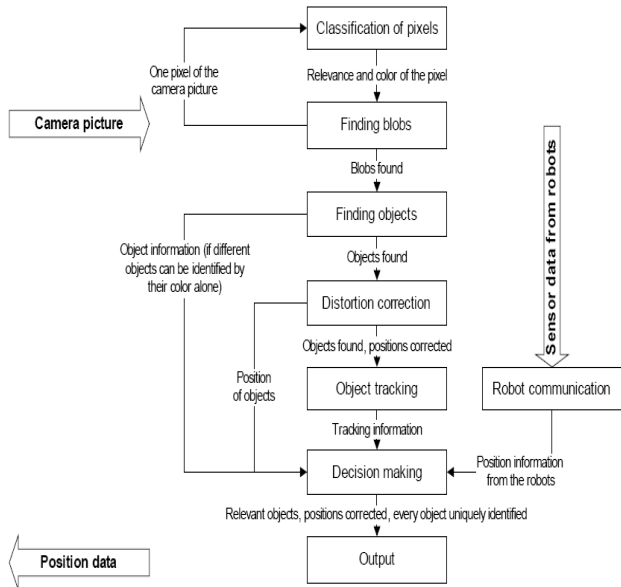 Classification of pixels
One pixel of the
camera picture
Relevance and color of the pixel
Camera picture
Finding blobs
Blobs found
Sensor data from robots
Finding objects
Object information (if different
objects can be identified by
their color alone)
Objects found
Distortion correction
Objects found, positions corrected
Position
of objects
Object tracking
Robot communication
Tracking information
Decision making
Position information
from the robots
Relevant objects, positions corrected, every object uniquely identified
Position data
Output